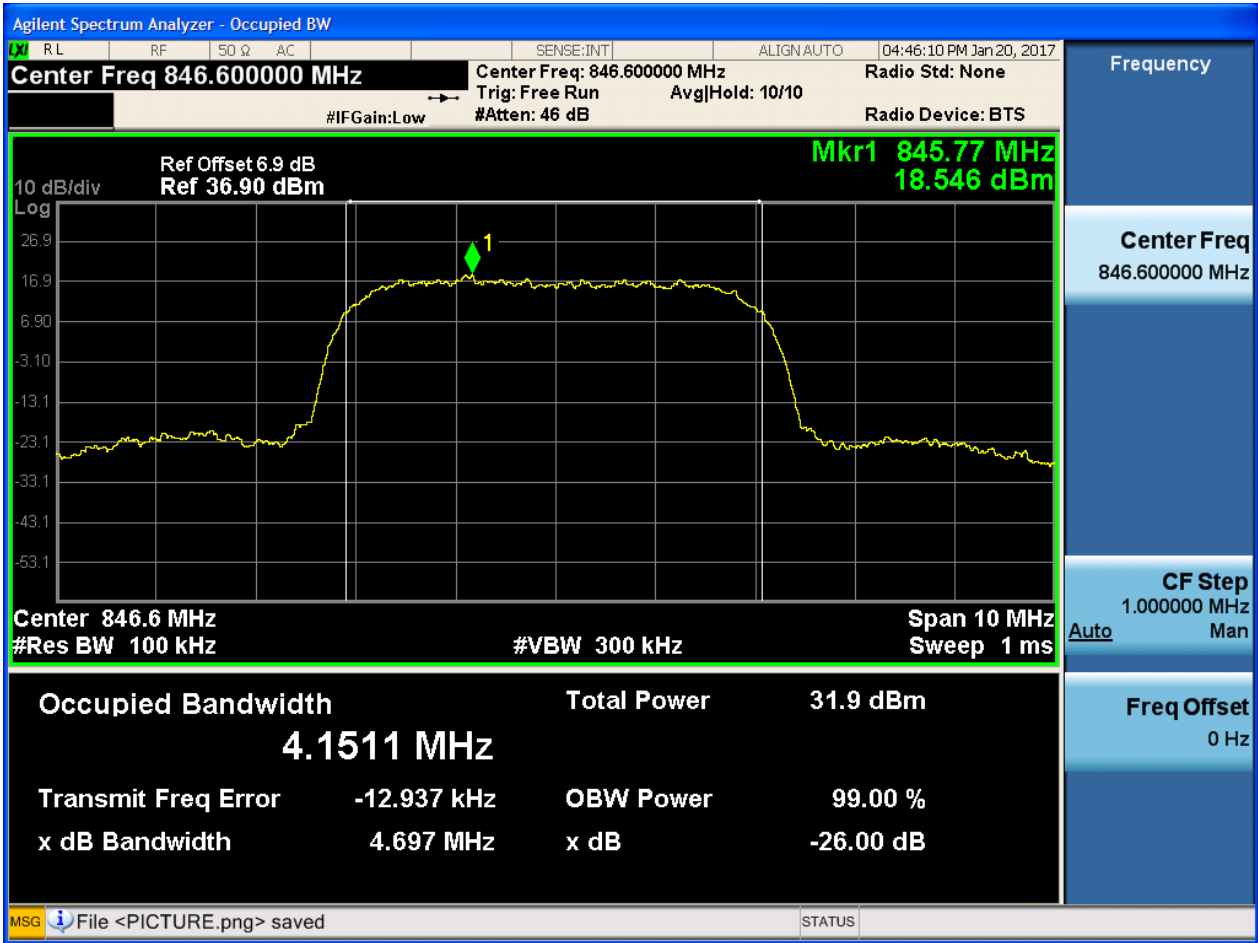 Agilent Spectrum Analyzer - Occupied BW
LXI RL RF 50 Ω AC SENSE:INT ALIGN AUTO 04:46:10 PM Jan 20, 2017
Center Freq 846.600000 MHz Center Freq: 846.600000 MHz Radio Std: None
Trig: Free Run Avg|Hold: 10/10
#IFGain:Low #Atten: 46 dB Radio Device: BTS
Frequency
Mkr1 845.77 MHz
Ref Offset 6.9 dB
10 dB/div Ref 36.90 dBm 18.546 dBm
Log
26.9
1
16.9
6.90
-3.10
-13.1
-23.1
-33.1
-43.1
-53.1
Center 846.6 MHz Span 10 MHz
#Res BW 100 kHz #VBW 300 kHz Sweep 1 ms
Center Freq
846.600000 MHz
CF Step
1.000000 MHz
Auto Man
Freq Offset
0 Hz
Occupied Bandwidth Total Power 31.9 dBm
4.1511 MHz
Transmit Freq Error -12.937 kHz OBW Power 99.00 %
x dB Bandwidth 4.697 MHz x dB -26.00 dB
MSG File <PICTURE.png> saved STATUS